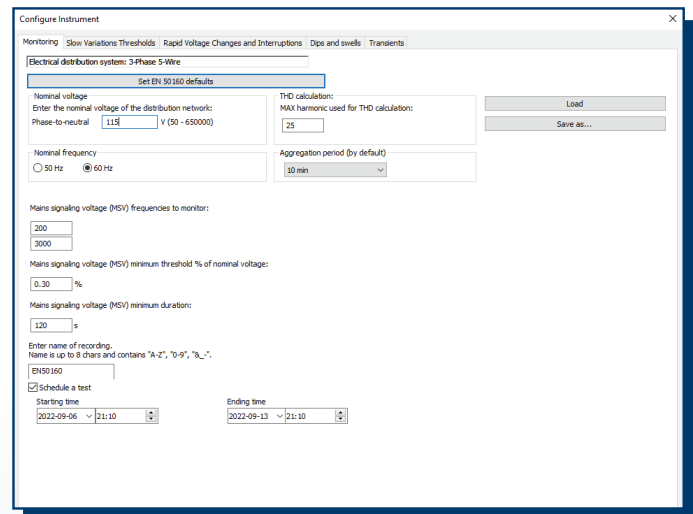 Configure Instrument
Monitoring Slow Variations Thresholds Rapid Voltage Changes and Interruptions Dips and swells Transients
Electrical distribution system: 3-Phase 5-Wire
Set EN 50160 defaults
Nominal voltage
Enter the nominal voltage of the distribution network:
Phase-to-neutral 115 V (50 - 650000)
THD calculation:
MAX harmonic used for THD calculation:
25
Load
Save as...
Nominal frequency
50 Hz 60 Hz
Aggregation period (by default)
10 min
Mains signaling voltage (MSV) frequencies to monitor:
200
3000
Mains signaling voltage (MSV) minimum threshold % of nominal voltage:
0.30 %
Mains signaling voltage (MSV) minimum duration:
120 s
Enter name of recording.
Name is up to 8 chars and contains "A-Z", "0-9", "&_-".
EN50160
Schedule a test
Starting time Ending time
2022-09-06 21:10 2022-09-13 21:10